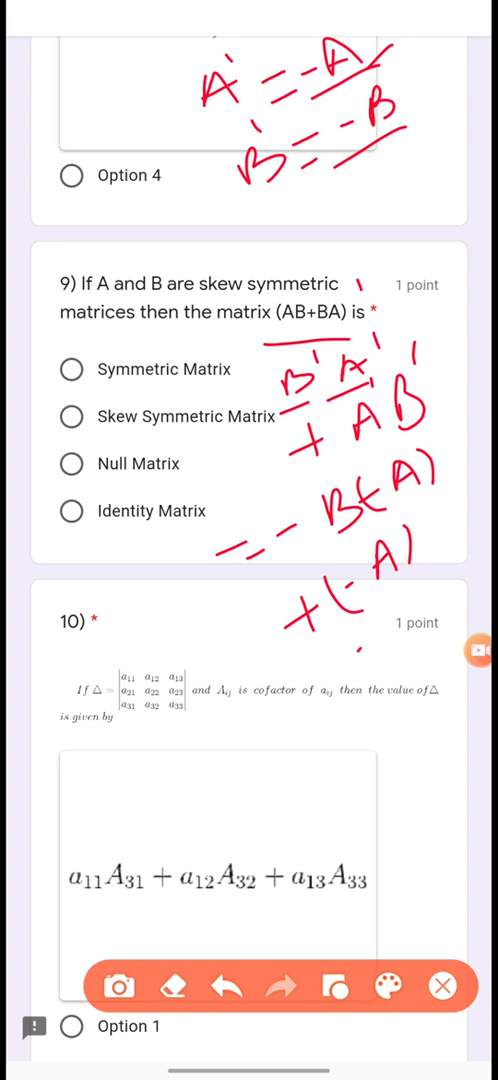 A' = -A
B' = -B
Option 4
9) If A and B are skew symmetric ' 1 point
matrices then the matrix (AB+BA) is *
Symmetric Matrix
B' A'
Skew Symmetric Matrix
+ A'B'
Null Matrix
= - B(-A)
Identity Matrix
+ (-A)
10) * 1 point
If Δ = |a₁₁ a₁₂ a₁₃|
|a₂₁ a₂₂ a₂₃| and Aᵢⱼ is cofactor of aᵢⱼ then the value of Δ
|a₃₁ a₃₂ a₃₃|
is given by
a₁₁A₃₁ + a₁₂A₃₂ + a₁₃A₃₃
Option 1